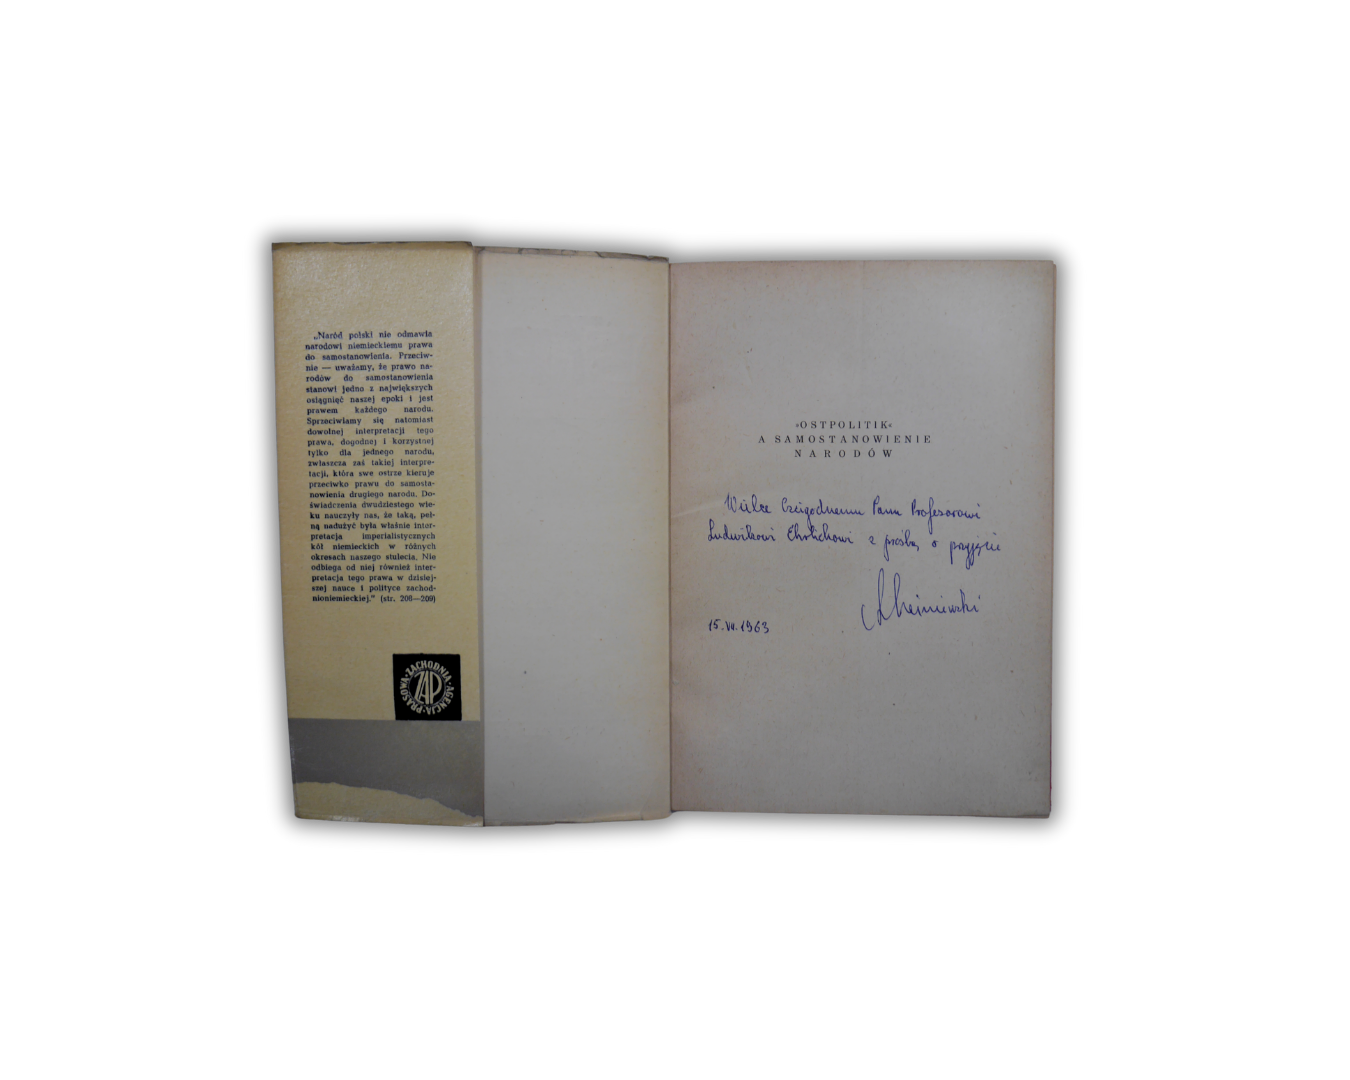 „Naród polski nie odmawia
narodowi niemieckiemu prawa
do samostanowienia. Przeciw-
nie — uważamy, że prawo na-
rodów do samostanowienia
stanowi jedno z największych
osiągnięć naszej epoki i jest
prawem każdego narodu.
Sprzeciwiamy się natomiast
dowolnej interpretacji tego
prawa, dogodnej i korzystnej
tylko dla jednego narodu,
zwłaszcza zaś takiej interpre-
tacji, która swe ostrze kieruje
przeciwko prawu do samosta-
nowienia drugiego narodu. Do-
świadczenia dwudziestego wie-
ku nauczyły nas, że taką, peł-
ną nadużyć była właśnie inter-
pretacja imperialistycznych
kół niemieckich w różnych
okresach naszego stulecia. Nie
odbiega od niej również inter-
pretacja tego prawa w dzisiej-
szej nauce i polityce zachod-
nioniemieckiej." (str. 206—209)
ZACHODNIA·AGENCJA·PRASOWA·
ZAP
»OSTPOLITIK«
A SAMOSTANOWIENIE
NARODÓW
Wielce Czcigodnemu Panu Profesorowi
Ludwikowi Ehrlichowi z prośbą o przyjęcie
15.VII.1963